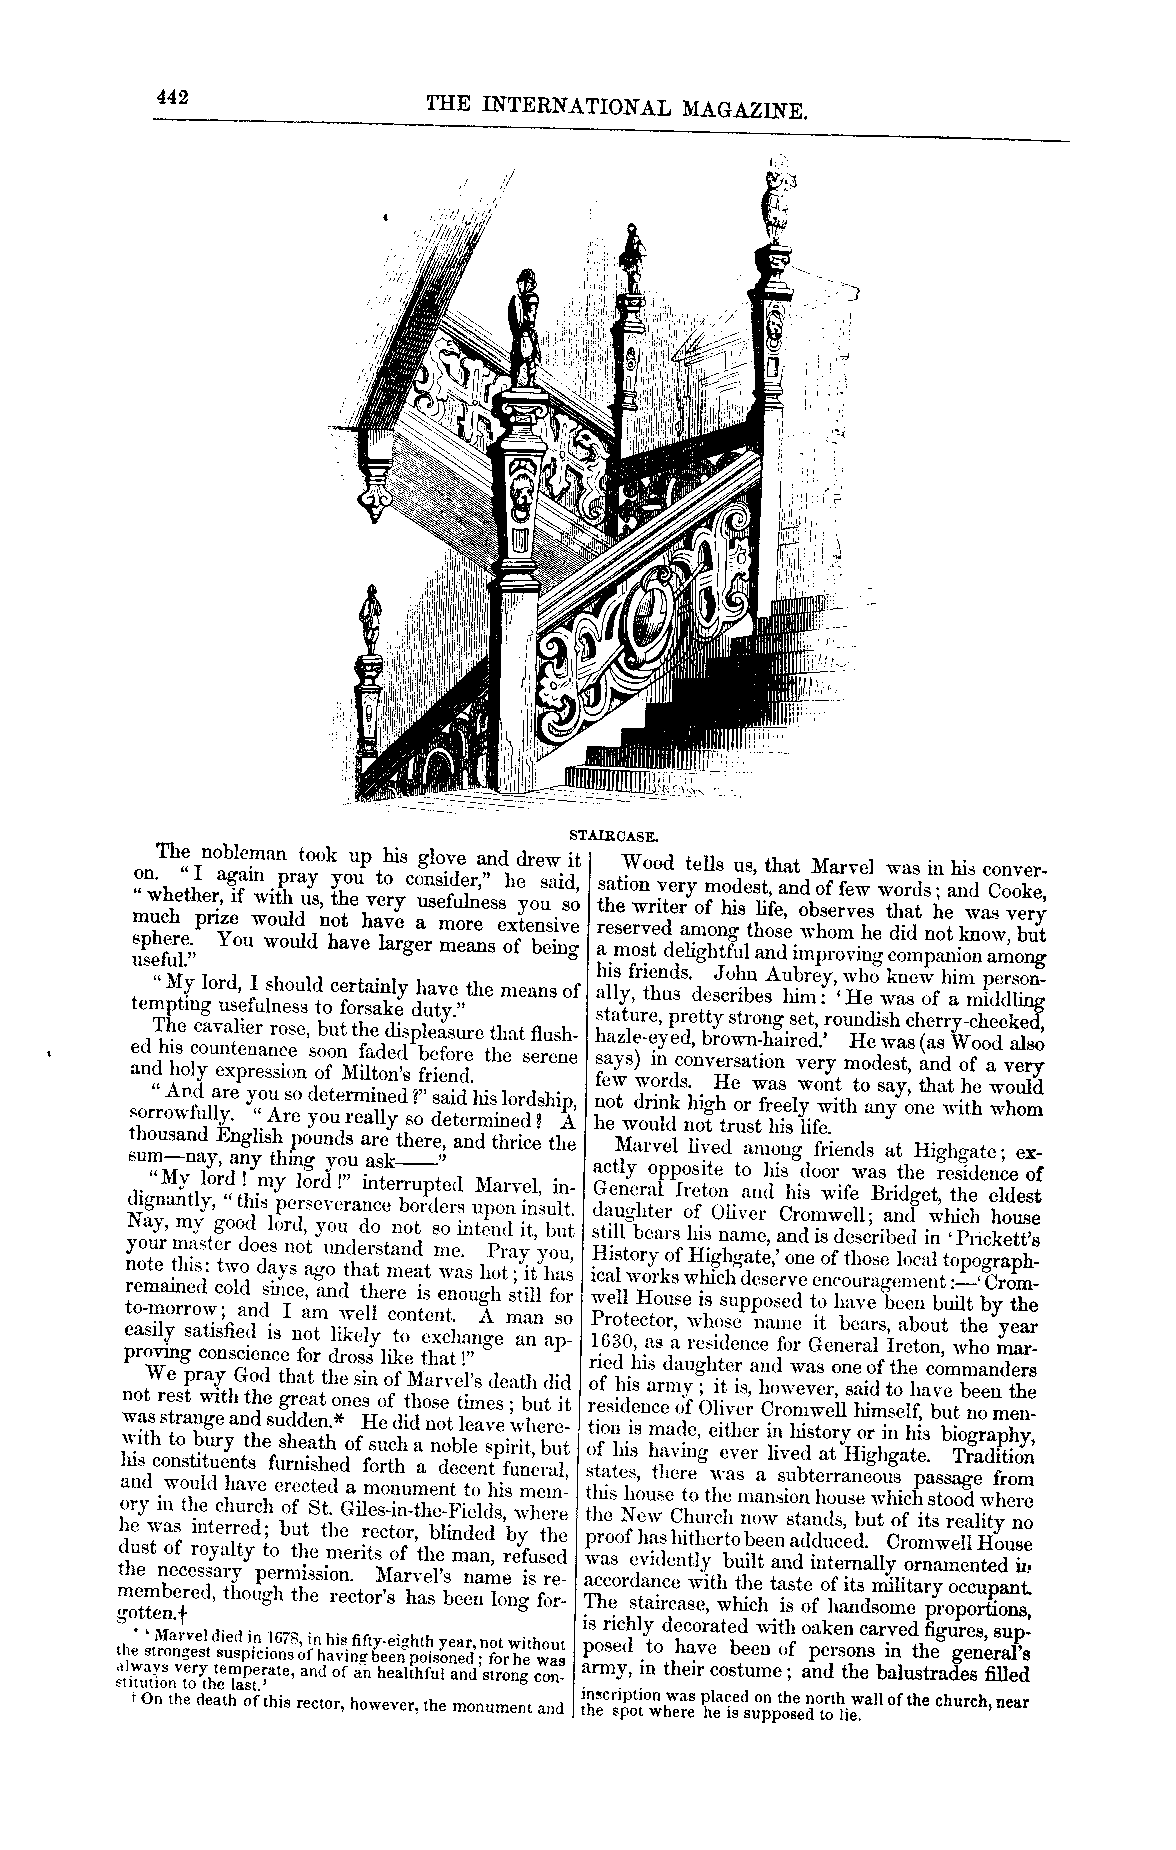 442
THE INTERNATIONAL MAGAZINE.
STAIRCASE.
The nobleman took up his glove and drew it
on. "I again pray you to consider," he said,
"whether, if with us, the very usefulness you so
much prize would not have a more extensive
sphere. You would have larger means of being
useful."
"My lord, I should certainly have the means of
tempting usefulness to forsake duty."
The cavalier rose, but the displeasure that flush-
ed his countenance soon faded before the serene
and holy expression of Milton's friend.
"And are you so determined?" said his lordship,
sorrowfully. "Are you really so determined? A
thousand English pounds are there, and thrice the
sum—nay, any thing you ask——."
"My lord! my lord!" interrupted Marvel, in-
dignantly, "this perseverance borders upon insult.
Nay, my good lord, you do not so intend it, but
your master does not understand me. Pray you,
note this: two days ago that meat was hot; it has
remained cold since, and there is enough still for
to-morrow; and I am well content. A man so
easily satisfied is not likely to exchange an ap-
proving conscience for dross like that!"
We pray God that the sin of Marvel's death did
not rest with the great ones of those times; but it
was strange and sudden.* He did not leave where-
with to bury the sheath of such a noble spirit, but
his constituents furnished forth a decent funeral,
and would have erected a monument to his mem-
ory in the church of St. Giles-in-the-Fields, where
he was interred; but the rector, blinded by the
dust of royalty to the merits of the man, refused
the necessary permission. Marvel's name is re-
membered, though the rector's has been long for-
gotten.†
* 'Marvel died in 1678, in his fifty-eighth year, not without
the strongest suspicions of having been poisoned; for he was
always very temperate, and of an healthful and strong con-
stitution to the last.'
† On the death of this rector, however, the monument and
Wood tells us, that Marvel was in his conver-
sation very modest, and of few words; and Cooke,
the writer of his life, observes that he was very
reserved among those whom he did not know, but
a most delightful and improving companion among
his friends. John Aubrey, who knew him person-
ally, thus describes him: 'He was of a middling
stature, pretty strong set, roundish cherry-cheeked,
hazle-eyed, brown-haired.' He was (as Wood also
says) in conversation very modest, and of a very
few words. He was wont to say, that he would
not drink high or freely with any one with whom
he would not trust his life.
Marvel lived among friends at Highgate; ex-
actly opposite to his door was the residence of
General Ireton and his wife Bridget, the eldest
daughter of Oliver Cromwell; and which house
still bears his name, and is described in 'Prickett's
History of Highgate,' one of those local topograph-
ical works which deserve encouragement:—'Crom-
well House is supposed to have been built by the
Protector, whose name it bears, about the year
1630, as a residence for General Ireton, who mar-
ried his daughter and was one of the commanders
of his army; it is, however, said to have been the
residence of Oliver Cromwell himself, but no men-
tion is made, either in history or in his biography,
of his having ever lived at Highgate. Tradition
states, there was a subterraneous passage from
this house to the mansion house which stood where
the New Church now stands, but of its reality no
proof has hitherto been adduced. Cromwell House
was evidently built and internally ornamented in
accordance with the taste of its military occupant.
The staircase, which is of handsome proportions,
is richly decorated with oaken carved figures, sup-
posed to have been of persons in the general's
army, in their costume; and the balustrades filled
inscription was placed on the north wall of the church, near
the spot where he is supposed to lie.